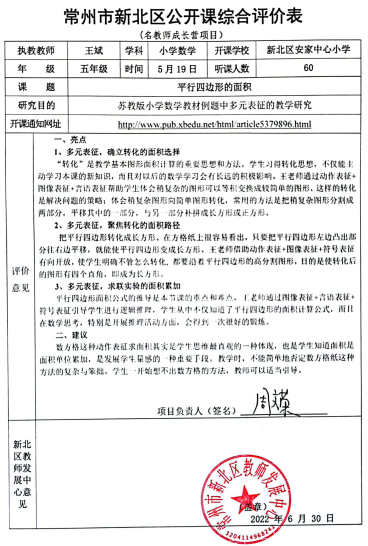 常州市新北区公开课综合评价表
（名教师成长营项目）
执教教师 王斌 学科 小学数学 开课学校 新北区安家中心小学
年 级 五年级 时间 5 月 19 日 听课人数 60
课 题 平行四边形的面积
研究目的 苏教版小学数学教材例题中多元表征的教学研究
开课通知网址 http://www.pub.xbedu.net/html/article5379896.html
评价意见
一、亮点
1、多元表征，确立转化的面积选择
“转化”是教学基本图形面积计算的重要思想和方法。学生习得转化思想，不仅能主
动学习本课的新知识，而且对以后的数学学习会有长远的积极影响。王老师通过动作表征+
图像表征+言语表征帮助学生体会稍复杂的图形可以等积变换成较简单的图形，这样的转化
是解决问题的策略；体会稍复杂图形向简单图形转化，常用的方法是把稍复杂图形分割成
两部分，平移其中的一部分，与另一部分补拼成长方形或正方形。
2、多元表征，聚焦转化的面积路径
把平行四边形转化成长方形，在方格纸上很容易看出，只要把平行四边形左边凸出部
分往右边平移，就能使平行四边形变成长方形。王老师借助动作表征+图像表征+符号表征
有向开放，使学生明确不管怎么转化，都要沿着平行四边形的高分割图形，目的是使转化后
的图形有四个直角，即成为长方形。
3、多元表征，求联实验的面积累加
平行四边形面积公式的推导是本节课的重点和难点，王老师通过图像表征+言语表征+
符号表征引导学生进行逻辑推理，学生从中不仅知道了平行四边形的面积计算公式，而且
在数学思考，特别是开展推理活动方面，会得到一次很好的锻炼。
二、建议
数方格这种动作表征求面积其实是学生思维最直观的一种体现，也是学生知道面积是
面积单位累加，是发展学生量感的一种重要手段。教学时，不能简单地否定数方格纸这种
方法的复杂与笨拙，学生一开始想不出数方格的方法，教师可以适当引导。
项目负责人（签名）
新北区教师发展中心意见
常州市新北区教师发展中心
（盖章）
2022 年 6 月 30 日